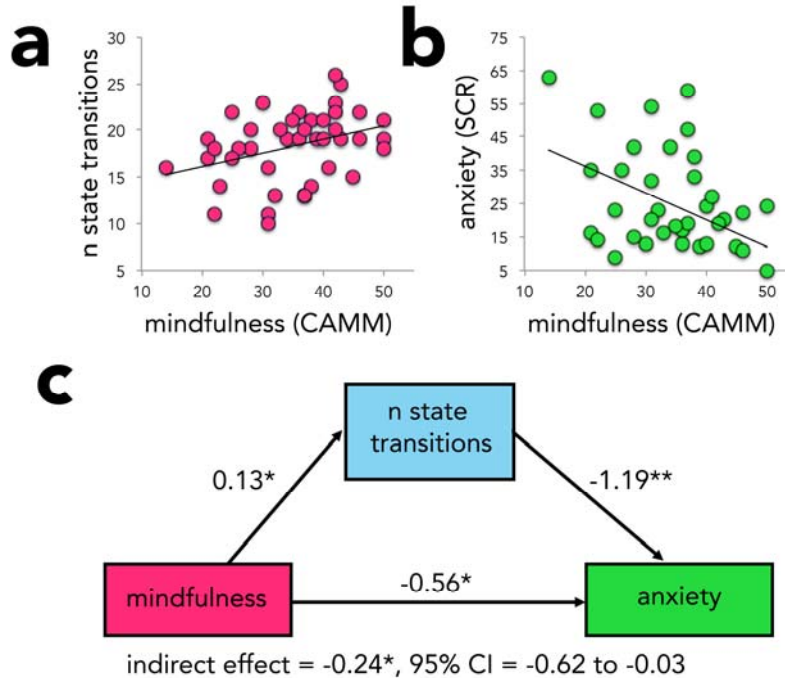 a
n state transitions
30
25
20
15
10
5
10
20
30
40
50
mindfulness (CAMM)
b
anxiety (SCR)
75
65
55
45
35
25
15
5
10
20
30
40
50
mindfulness (CAMM)
c
n state
transitions
0.13*
-1.19**
-0.56*
mindfulness
anxiety
indirect effect = -0.24*, 95% CI = -0.62 to -0.03